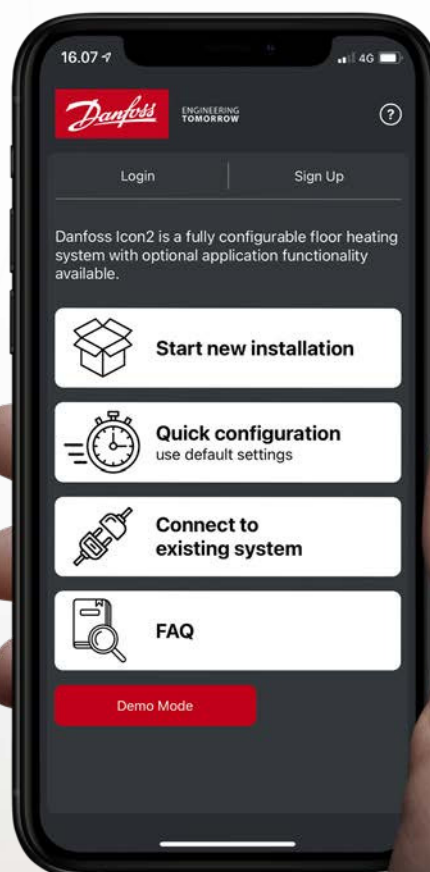 16.07
4G
Danfoss
ENGINEERING
TOMORROW
?
Login
Sign Up
Danfoss Icon2 is a fully configurable floor heating
system with optional application functionality
available.
Start new installation
Quick configuration
use default settings
Connect to
existing system
FAQ
Demo Mode